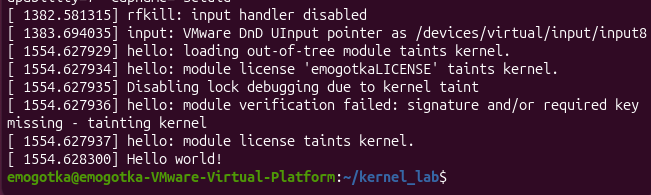 [ 1382.581315] rfkill: input handler disabled
[ 1383.694035] input: VMware DnD UInput pointer as /devices/virtual/input/input8
[ 1554.627929] hello: loading out-of-tree module taints kernel.
[ 1554.627934] hello: module license 'emogotkaLICENSE' taints kernel.
[ 1554.627935] Disabling lock debugging due to kernel taint
[ 1554.627936] hello: module verification failed: signature and/or required key
missing - tainting kernel
[ 1554.627937] hello: module license taints kernel.
[ 1554.628300] Hello world!
emogotka@emogotka-VMware-Virtual-Platform:~/kernel_lab$